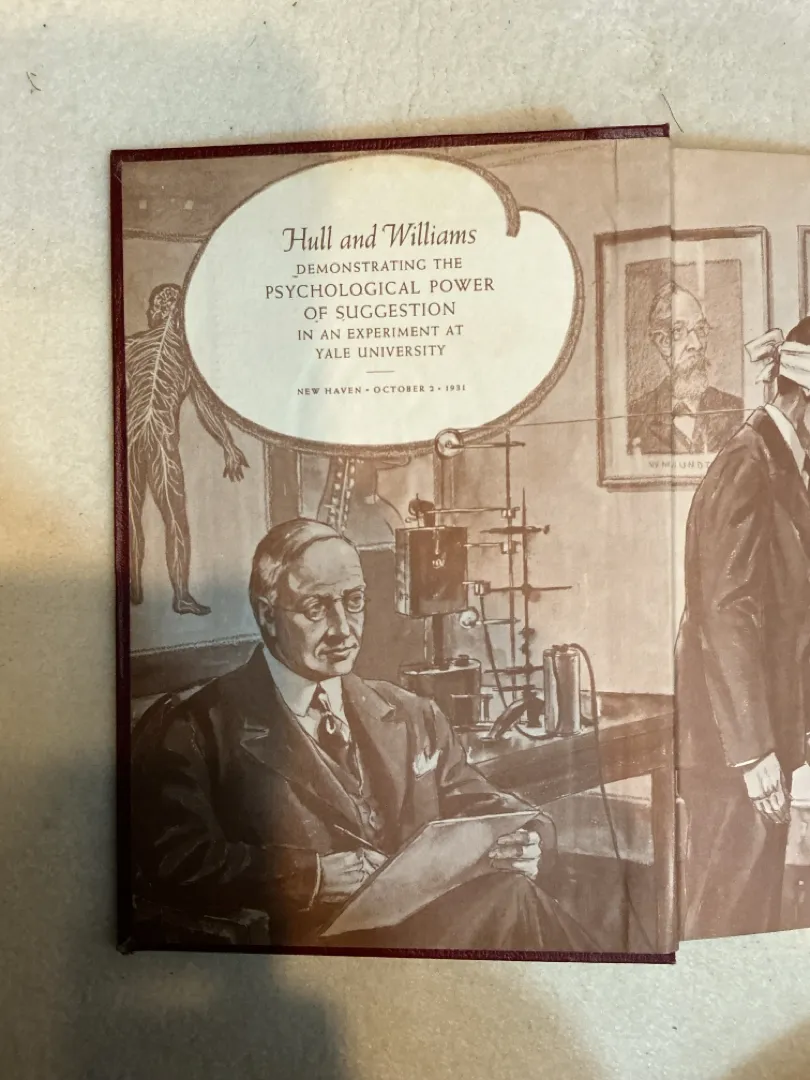 Hull and Williams
DEMONSTRATING THE
PSYCHOLOGICAL POWER
OF SUGGESTION
IN AN EXPERIMENT AT
YALE UNIVERSITY
NEW HAVEN • OCTOBER 2 • 1931